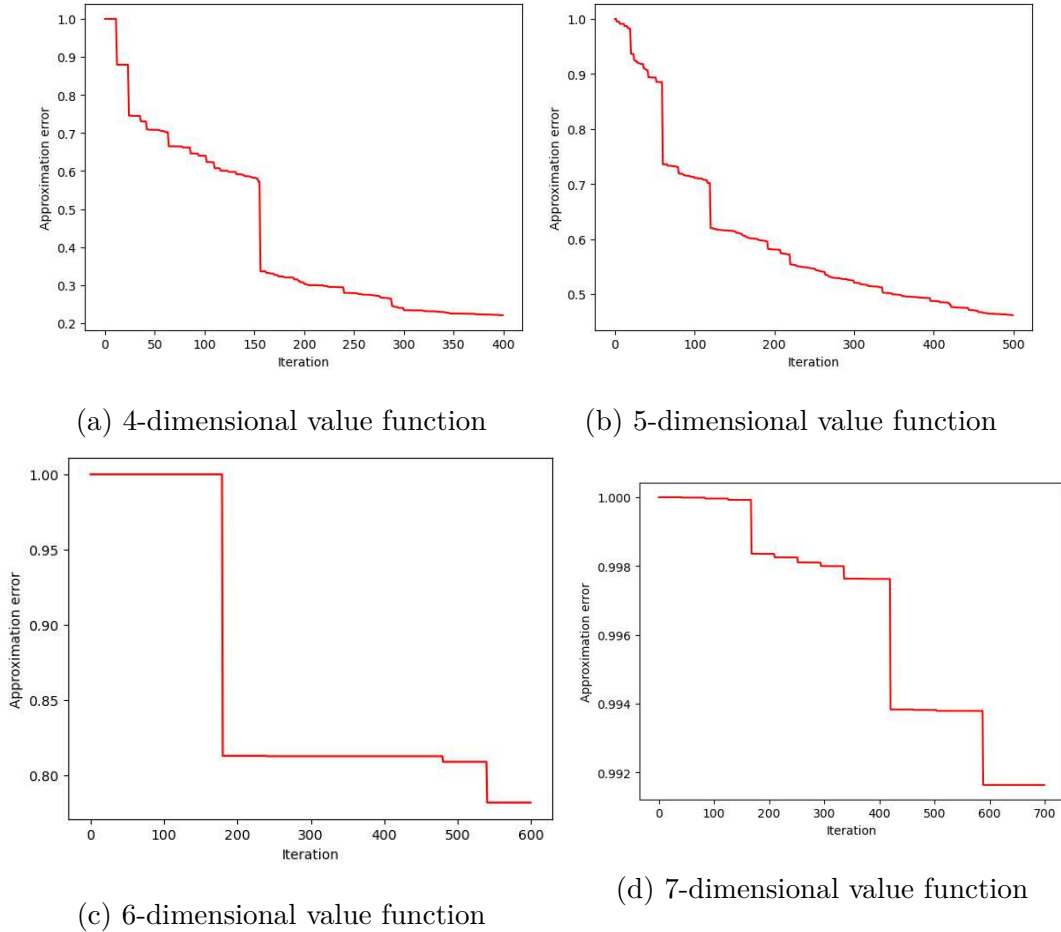 1.0
0.9
0.8
0.7
0.6
0.5
0.4
0.3
0.2
Approximation error
0 50 100 150 200 250 300 350 400
Iteration
(a) 4-dimensional value function
1.0
0.9
0.8
0.7
0.6
0.5
Approximation error
0 100 200 300 400 500
Iteration
(b) 5-dimensional value function
1.00
0.95
0.90
0.85
0.80
Approximation error
0 100 200 300 400 500 600
Iteration
(c) 6-dimensional value function
1.000
0.998
0.996
0.994
0.992
Approximation error
0 100 200 300 400 500 600 700
Iteration
(d) 7-dimensional value function